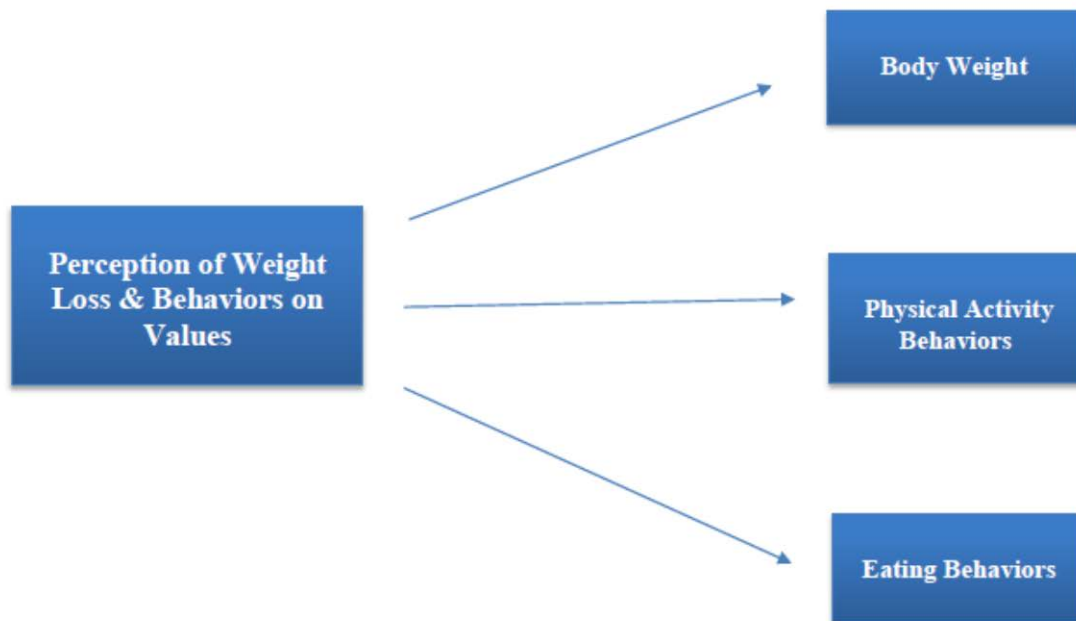 Body Weight
Perception of Weight
Loss & Behaviors on
Values
Physical Activity
Behaviors
Eating Behaviors